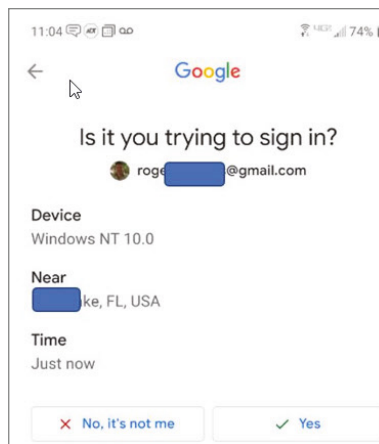 11:04 74%
Google
Is it you trying to sign in?
roge @gmail.com
Device
Windows NT 10.0
Near
ke, FL, USA
Time
Just now
No, it's not me
Yes